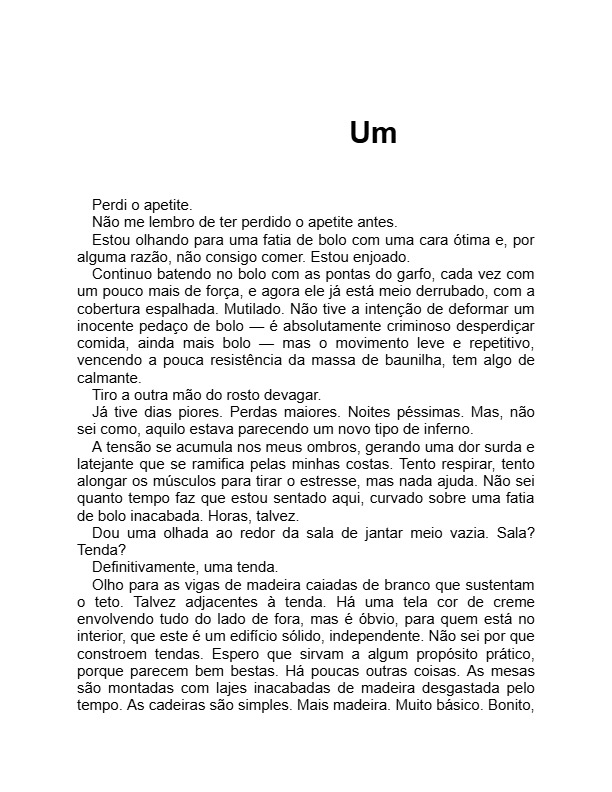 Um
Perdi o apetite.
Não me lembro de ter perdido o apetite antes.
Estou olhando para uma fatia de bolo com uma cara ótima e, por
alguma razão, não consigo comer. Estou enjoado.
Continuo batendo no bolo com as pontas do garfo, cada vez com
um pouco mais de força, e agora ele já está meio derrubado, com a
cobertura espalhada. Mutilado. Não tive a intenção de deformar um
inocente pedaço de bolo — é absolutamente criminoso desperdiçar
comida, ainda mais bolo — mas o movimento leve e repetitivo,
vencendo a pouca resistência da massa de baunilha, tem algo de
calmante.
Tiro a outra mão do rosto devagar.
Já tive dias piores. Perdas maiores. Noites péssimas. Mas, não
sei como, aquilo estava parecendo um novo tipo de inferno.
A tensão se acumula nos meus ombros, gerando uma dor surda e
latejante que se ramifica pelas minhas costas. Tento respirar, tento
alongar os músculos para tirar o estresse, mas nada ajuda. Não sei
quanto tempo faz que estou sentado aqui, curvado sobre uma fatia
de bolo inacabada. Horas, talvez.
Dou uma olhada ao redor da sala de jantar meio vazia. Sala?
Tenda?
Definitivamente, uma tenda.
Olho para as vigas de madeira caiadas de branco que sustentam
o teto. Talvez adjacentes à tenda. Há uma tela cor de creme
envolvendo tudo do lado de fora, mas é óbvio, para quem está no
interior, que este é um edifício sólido, independente. Não sei por que
constroem tendas. Espero que sirvam a algum propósito prático,
porque parecem bem bestas. Há poucas outras coisas. As mesas
são montadas com lajes inacabadas de madeira desgastada pelo
tempo. As cadeiras são simples. Mais madeira. Muito básico. Bonito,